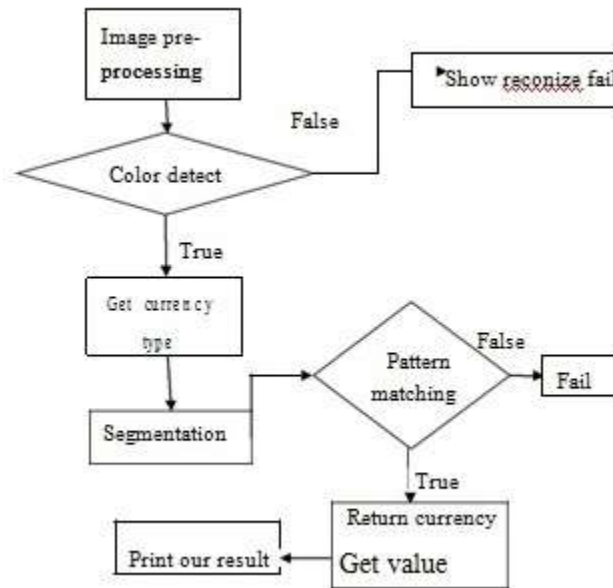 Image pre-
processing
Show reconize fail
False
Color detect
True
Get currency
type
False
Pattern
matching
Fail
Segmentation
True
Return currency
Get value
Print our result